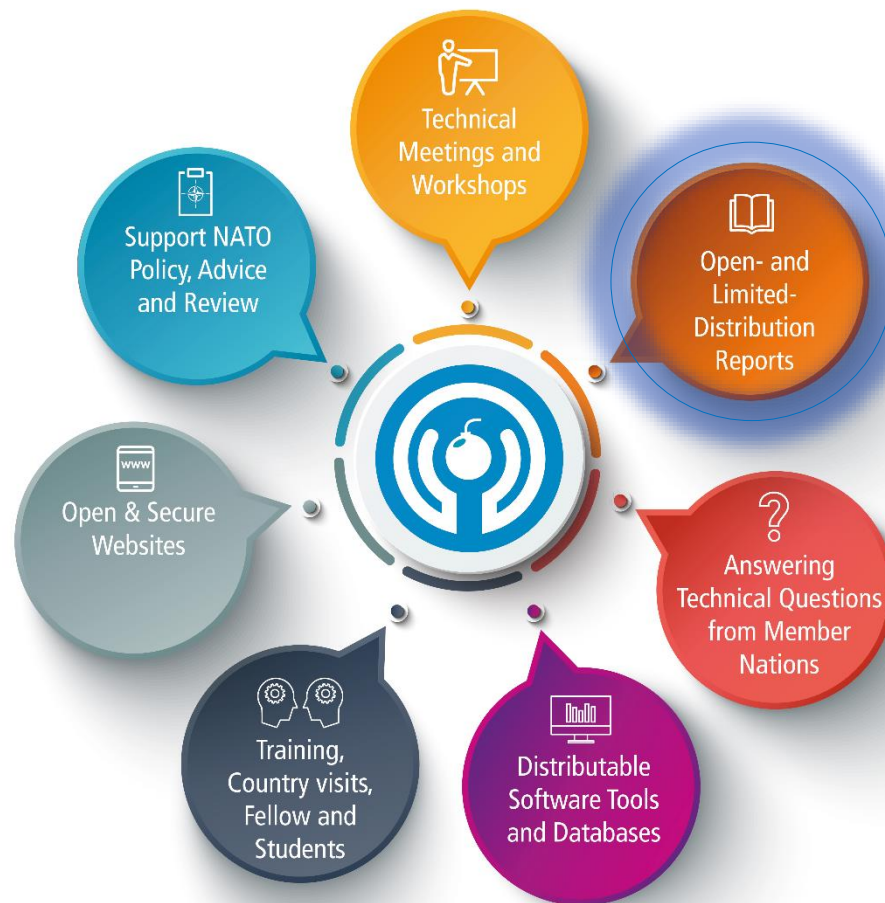 Technical
Meetings and
Workshops
Open- and
Limited-
Distribution
Reports
Answering
Technical Questions
from Member
Nations
Distributable
Software Tools
and Databases
Training,
Country visits,
Fellow and
Students
www
Open & Secure
Websites
Support NATO
Policy, Advice
and Review